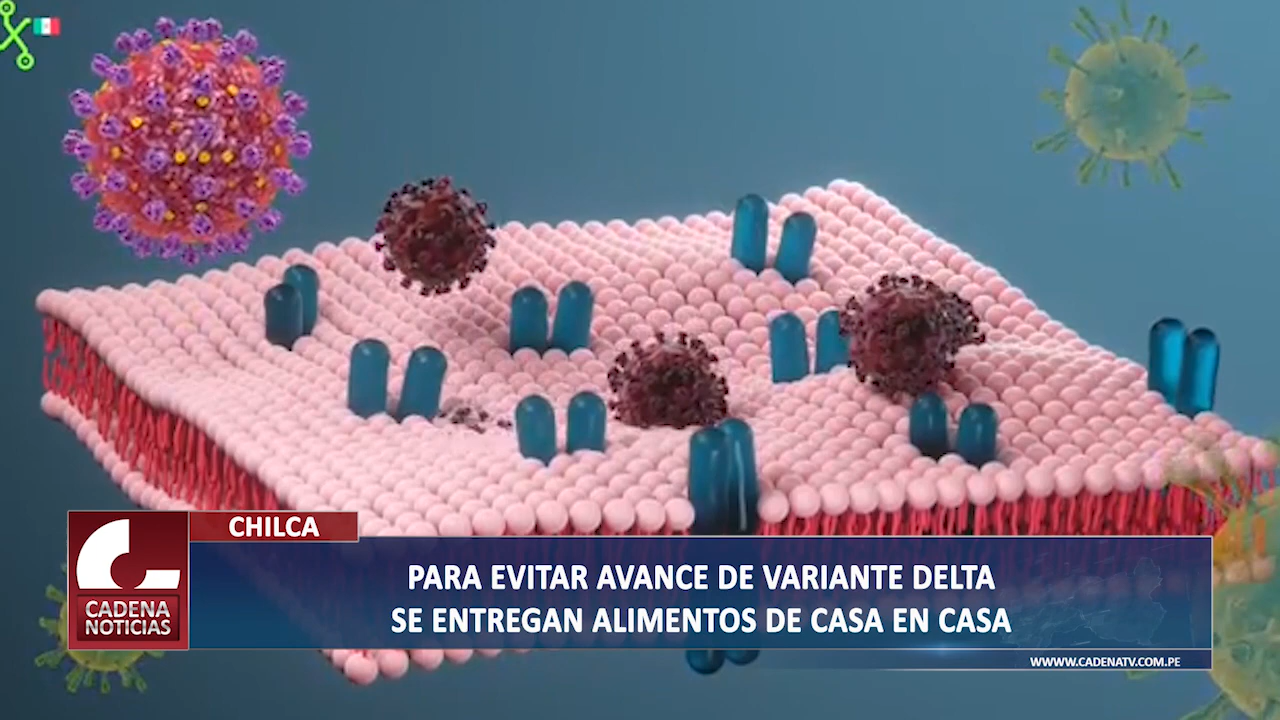 CHILCA
PARA EVITAR AVANCE DE VARIANTE DELTA
SE ENTREGAN ALIMENTOS DE CASA EN CASA
CADENA
NOTICIAS
WWW.CADENATV.COM.PE